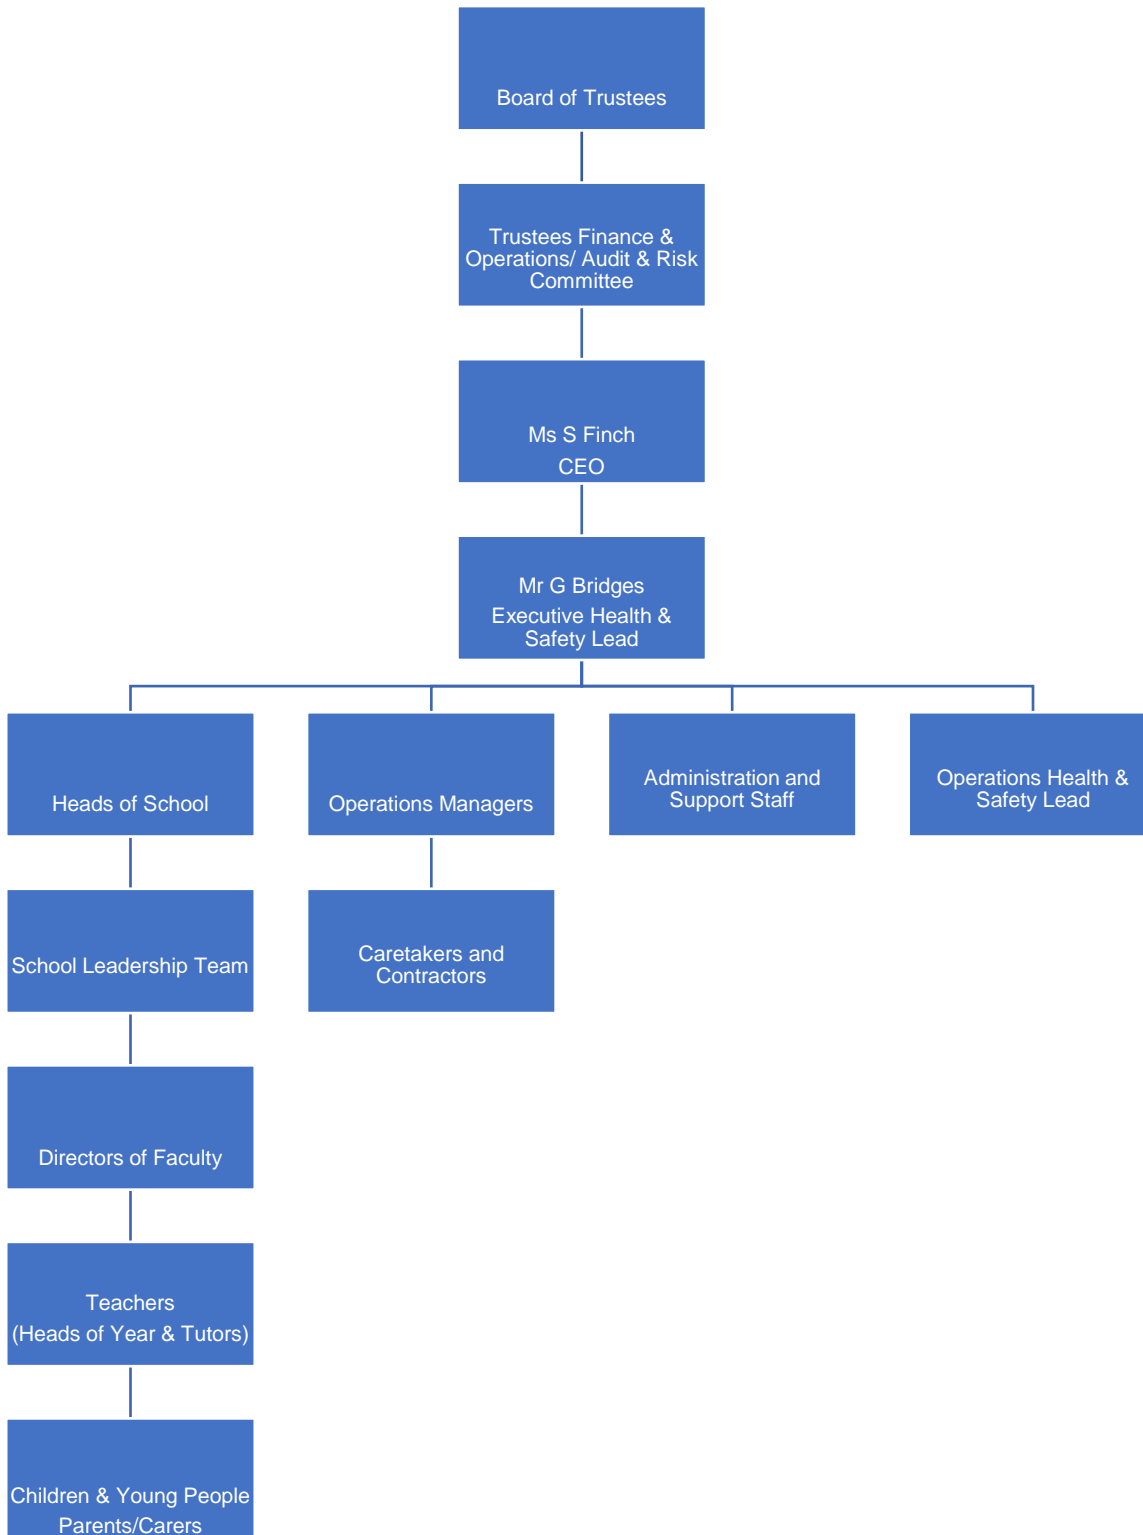 Board of Trustees
Trustees Finance &
Operations/ Audit & Risk
Committee
Ms S Finch
CEO
Mr G Bridges
Executive Health &
Safety Lead
Heads of School
Operations Managers
Administration and
Support Staff
Operations Health &
Safety Lead
School Leadership Team
Caretakers and
Contractors
Directors of Faculty
Teachers
(Heads of Year & Tutors)
Children & Young People
Parents/Carers